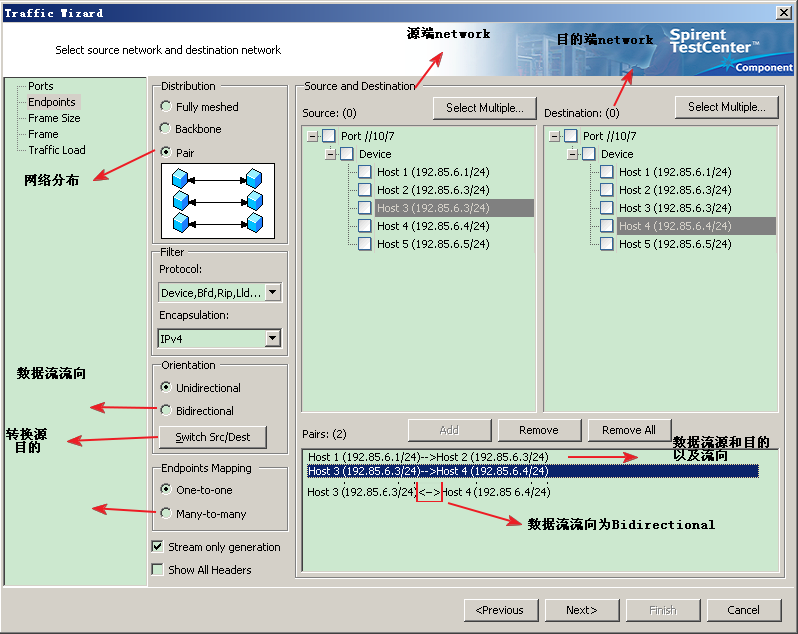 Traffic Wizard
Select source network and destination network
源端network
目的端network
Spirent
TestCenter™
Component
Ports
Endpoints
Frame Size
Frame
Traffic Load
网络分布
数据流流向
转换源
目的
Distribution
Fully meshed
Backbone
Pair
Filter
Protocol:
Device,Bfd,Rip,Lld...
Encapsulation:
IPv4
Orientation
Unidirectional
Bidirectional
Switch Src/Dest
Endpoints Mapping
One-to-one
Many-to-many
Stream only generation
Show All Headers
Source and Destination
Source: (0)
Select Multiple...
Port //10/7
Device
Host 1 (192.85.6.1/24)
Host 2 (192.85.6.3/24)
Host 3 (192.85.6.3/24)
Host 4 (192.85.6.4/24)
Host 5 (192.85.6.5/24)
Destination: (0)
Select Multiple...
Port //10/7
Device
Host 1 (192.85.6.1/24)
Host 2 (192.85.6.3/24)
Host 3 (192.85.6.3/24)
Host 4 (192.85.6.4/24)
Host 5 (192.85.6.5/24)
Pairs: (2)
Add
Remove
Remove All
Host 1 (192.85.6.1/24)-->Host 2 (192.85.6.3/24)
Host 3 (192.85.6.3/24)-->Host 4 (192.85.6.4/24)
Host 3 (192.85.6.3/24)<-->Host 4 (192.85 6.4/24)
数据流源和目的
以及流向
数据流流向为Bidirectional
<Previous
Next>
Finish
Cancel